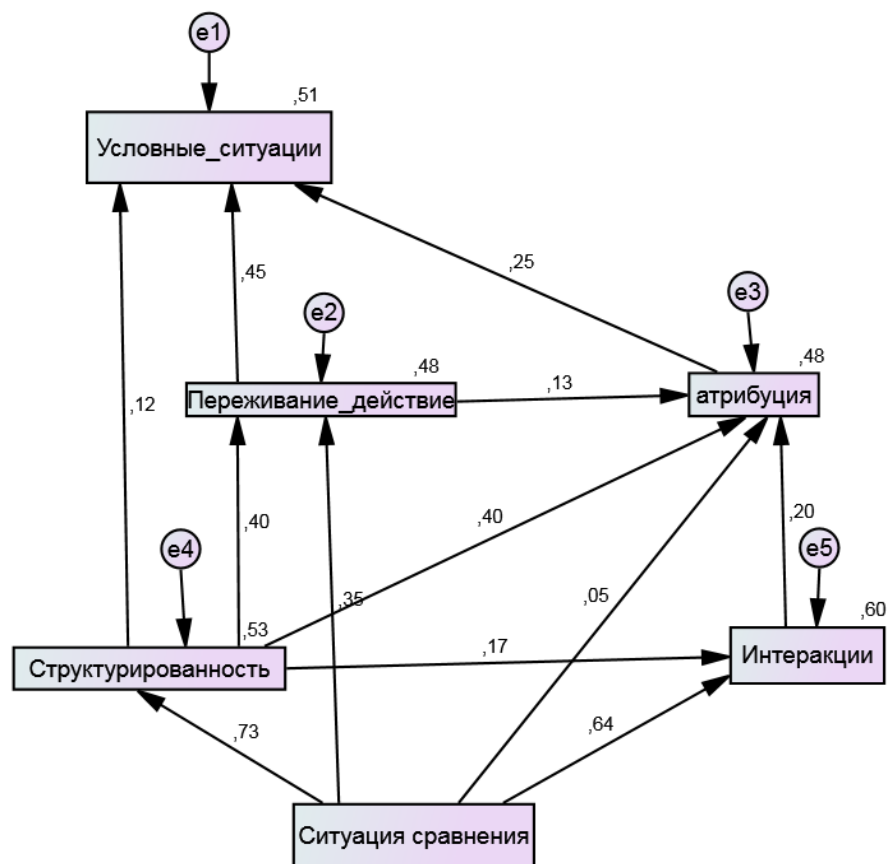 e1
,51
Условные_ситуации
,25
,45
e2
e3
,48
,48
Переживание_действие
,13
атрибуция
,12
,40
,40
,20
e4
e5
,35
,05
,53
,60
Структурированность
,17
Интеракции
,73
,64
Ситуация сравнения